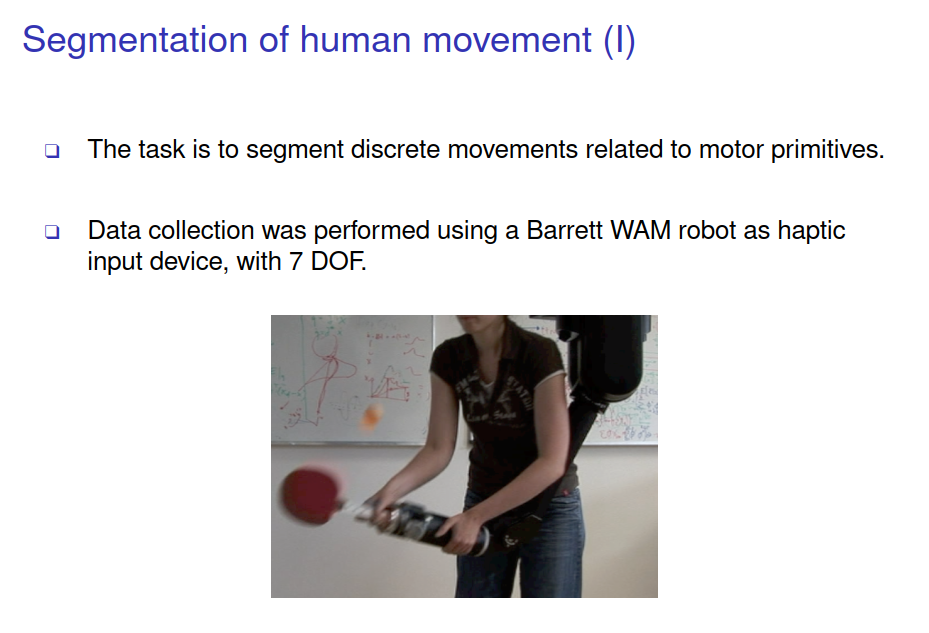 Segmentation of human movement (I)
The task is to segment discrete movements related to motor primitives.
Data collection was performed using a Barrett WAM robot as haptic
input device, with 7 DOF.